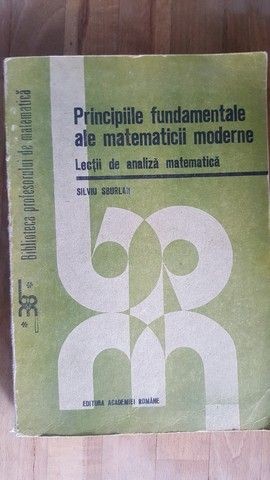 Principiile fundamentale
ale matematicii moderne
Lecții de analiză matematică
SILVIU SBURLAN
EDITURA ACADEMIEI ROMÂNE
Biblioteca profesorului de matematică